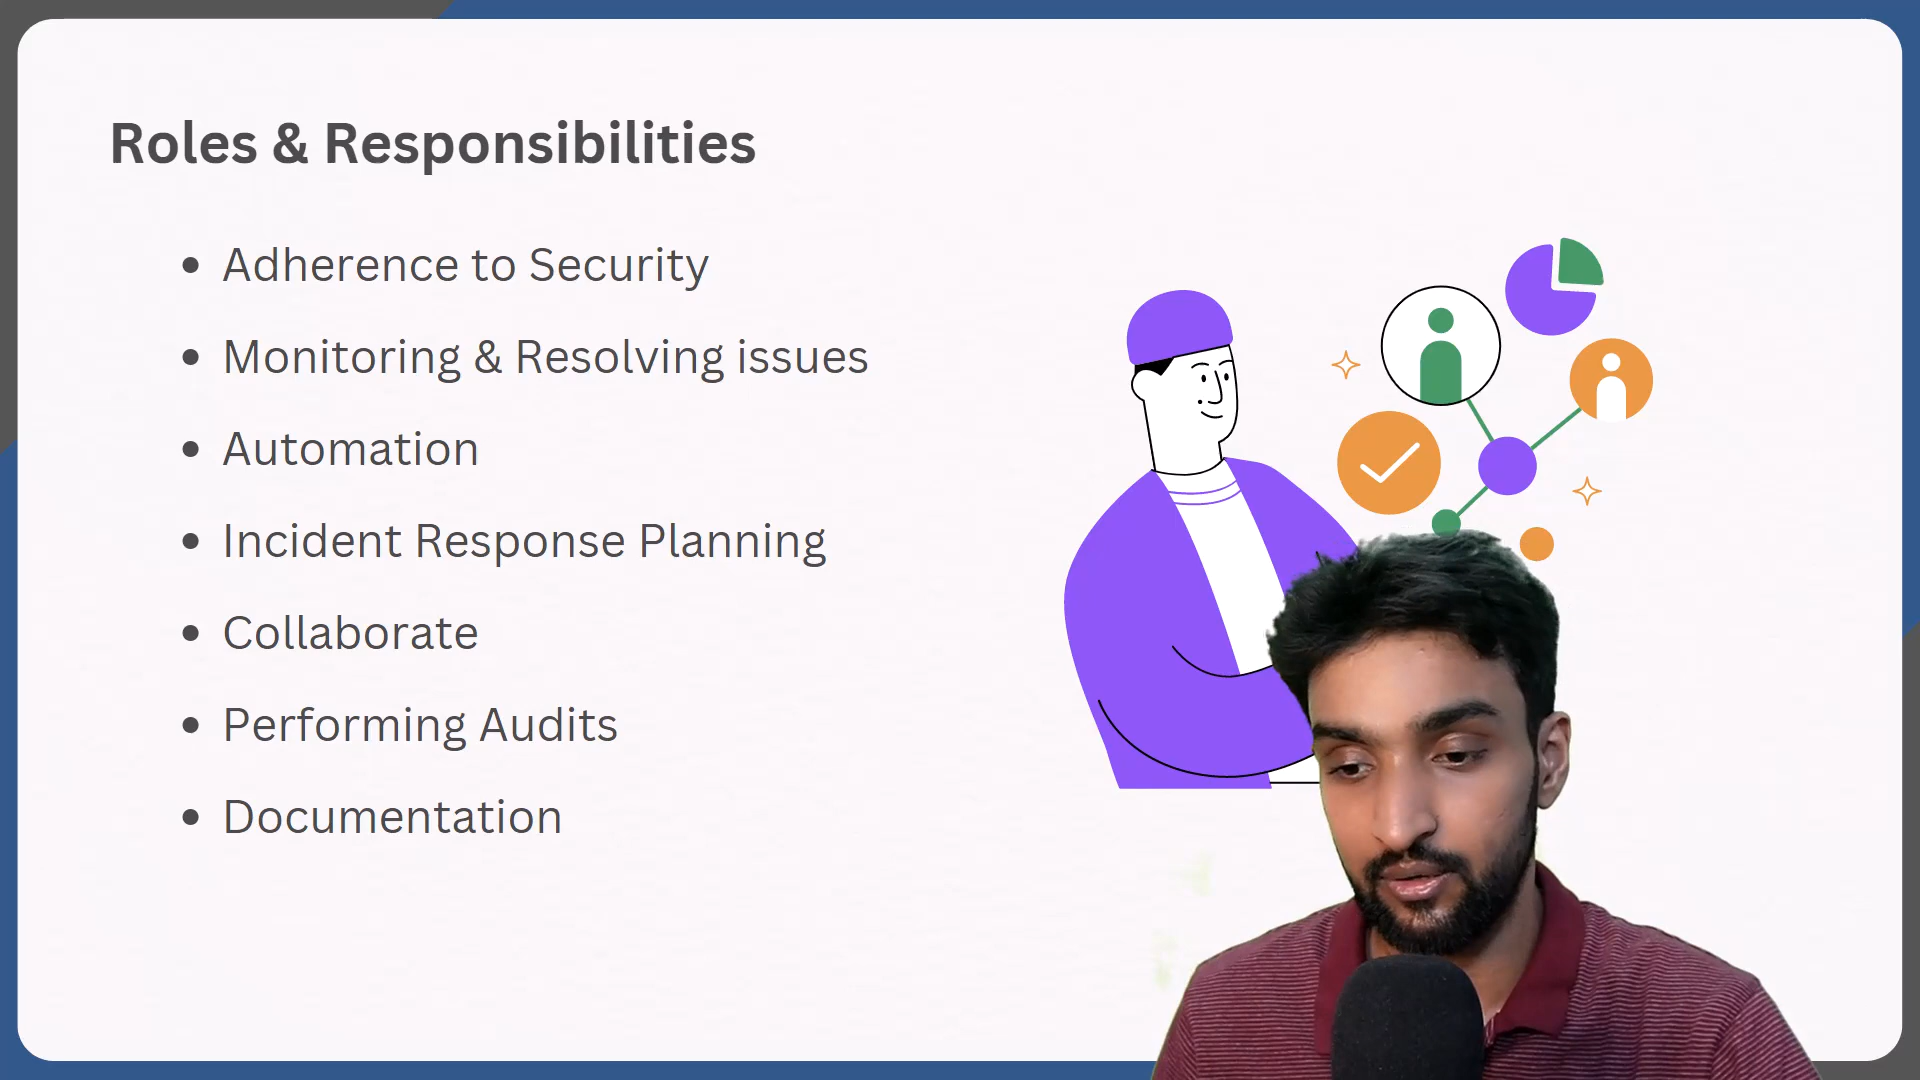 Roles & Responsibilities
Adherence to Security
Monitoring & Resolving issues
Automation
Incident Response Planning
Collaborate
Performing Audits
Documentation